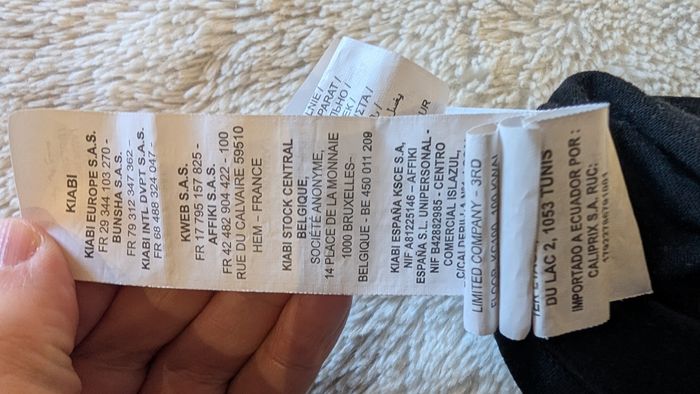 KIABI
KIABI EUROPE S.A.S.
FR 29 344 103 270 -
BUNSHA S.A.S.
FR 79 312 347 362 -
KIABI INTL DVPT S.A.S.
FR 68 488 624 047 -
KWEB S.A.S.
FR 17 795 157 825 -
AFFIKI S.A.S.
FR 42 482 904 422 - 100
RUE DU CALVAIRE 59510
HEM - FRANCE
KIABI STOCK CENTRAL
BELGIQUE,
SOCIÉTÉ ANONYME,
14 PLACE DE LA MONNAIE
1000 BRUXELLES-
BELGIQUE - BE 450 011 209
KIABI ESPAÑA KSCE S.A,
NIF A81225146 – AFFIKI
ESPAÑA S.L. UNIPERSONAL -
NIF B42882985 - CENTRO
COMERCIAL ISLAZUL,
LIMITED COMPANY - 3RD
DU LAC 2, 1053 TUNIS
IMPORTADO A ECUADOR POR :
CALIPRIX S.A. RUC: